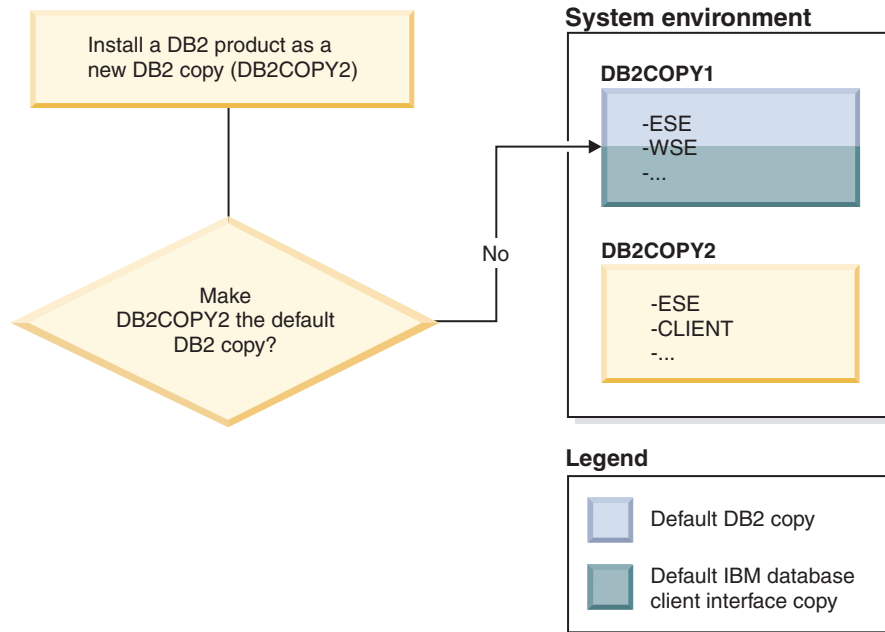 Install a DB2 product as a
new DB2 copy (DB2COPY2)
Make
DB2COPY2 the default
DB2 copy?
No
System environment
DB2COPY1
-ESE
-WSE
-...
DB2COPY2
-ESE
-CLIENT
-...
Legend
Default DB2 copy
Default IBM database
client interface copy